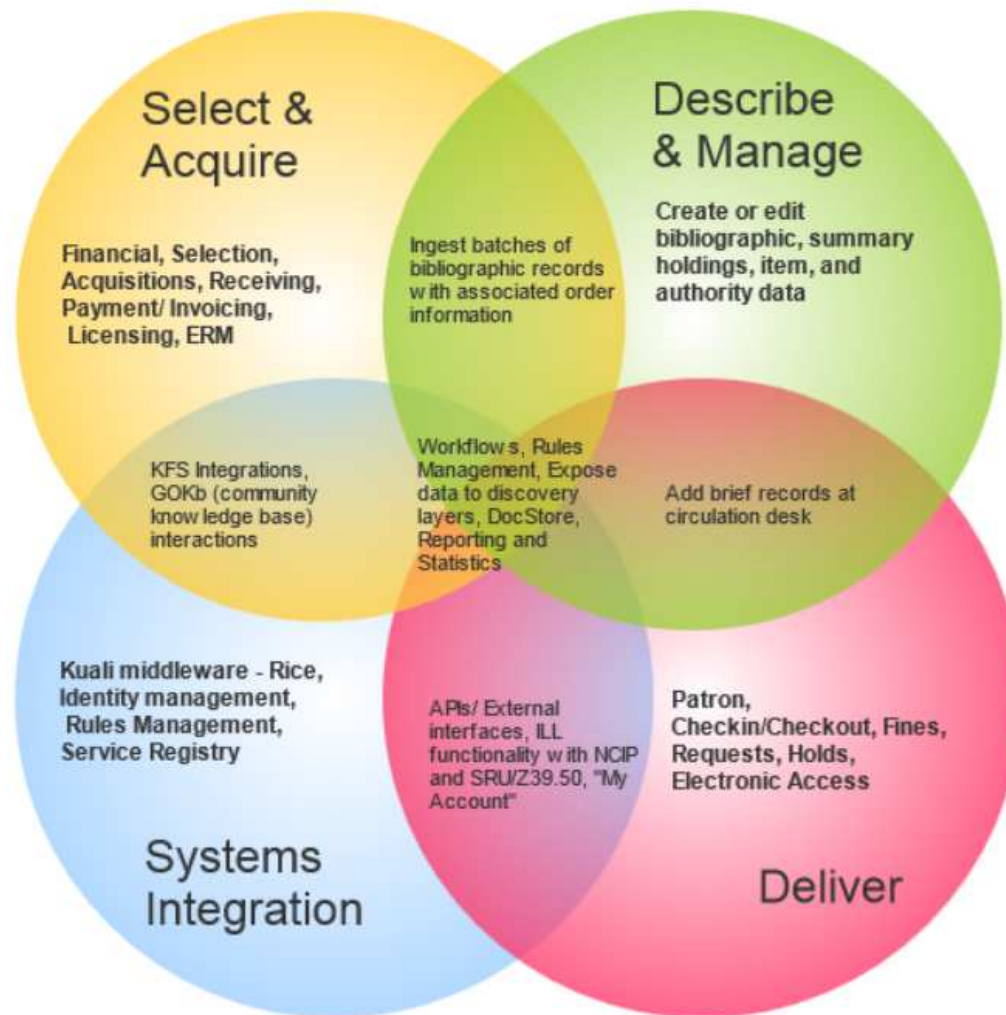 Select &
Acquire
Financial, Selection,
Acquisitions, Receiving,
Payment/ Invoicing,
Licensing, ERM
Ingest batches of
bibliographic records
with associated order
information
Describe
& Manage
Create or edit
bibliographic, summary
holdings, item, and
authority data
KFS Integrations,
GOKb (community
knowledge base)
interactions
Workflows, Rules
Management, Expose
data to discovery
layers, DocStore,
Reporting and
Statistics
Add brief records at
circulation desk
Kuali middleware - Rice,
Identity management,
Rules Management,
Service Registry
Systems
Integration
APIs/ External
interfaces, ILL
functionality with NCIP
and SRU/Z39.50, "My
Account"
Patron,
Checkin/Checkout, Fines,
Requests, Holds,
Electronic Access
Deliver